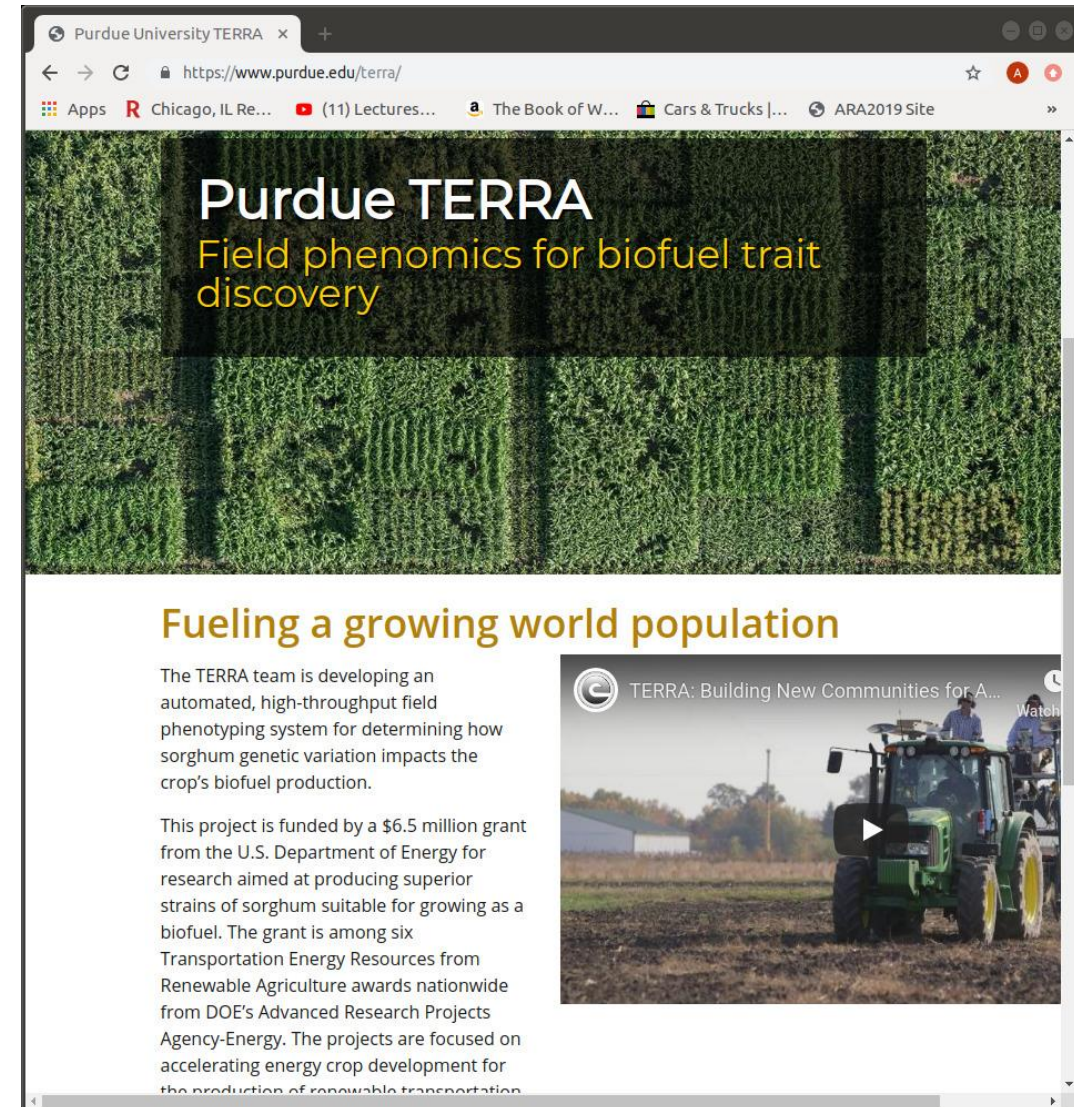 Purdue University TERRA
https://www.purdue.edu/terra/
A
Apps
R Chicago, IL Re...
(11) Lectures...
a The Book of W...
Cars & Trucks |...
ARA2019 Site
»
Purdue TERRA
Field phenomics for biofuel trait
discovery
Fueling a growing world population
The TERRA team is developing an
automated, high-throughput field
phenotyping system for determining how
sorghum genetic variation impacts the
crop's biofuel production.
This project is funded by a $6.5 million grant
from the U.S. Department of Energy for
research aimed at producing superior
strains of sorghum suitable for growing as a
biofuel. The grant is among six
Transportation Energy Resources from
Renewable Agriculture awards nationwide
from DOE's Advanced Research Projects
Agency-Energy. The projects are focused on
accelerating energy crop development for
the production of renewable transportation
TERRA: Building New Communities for A...
Watch